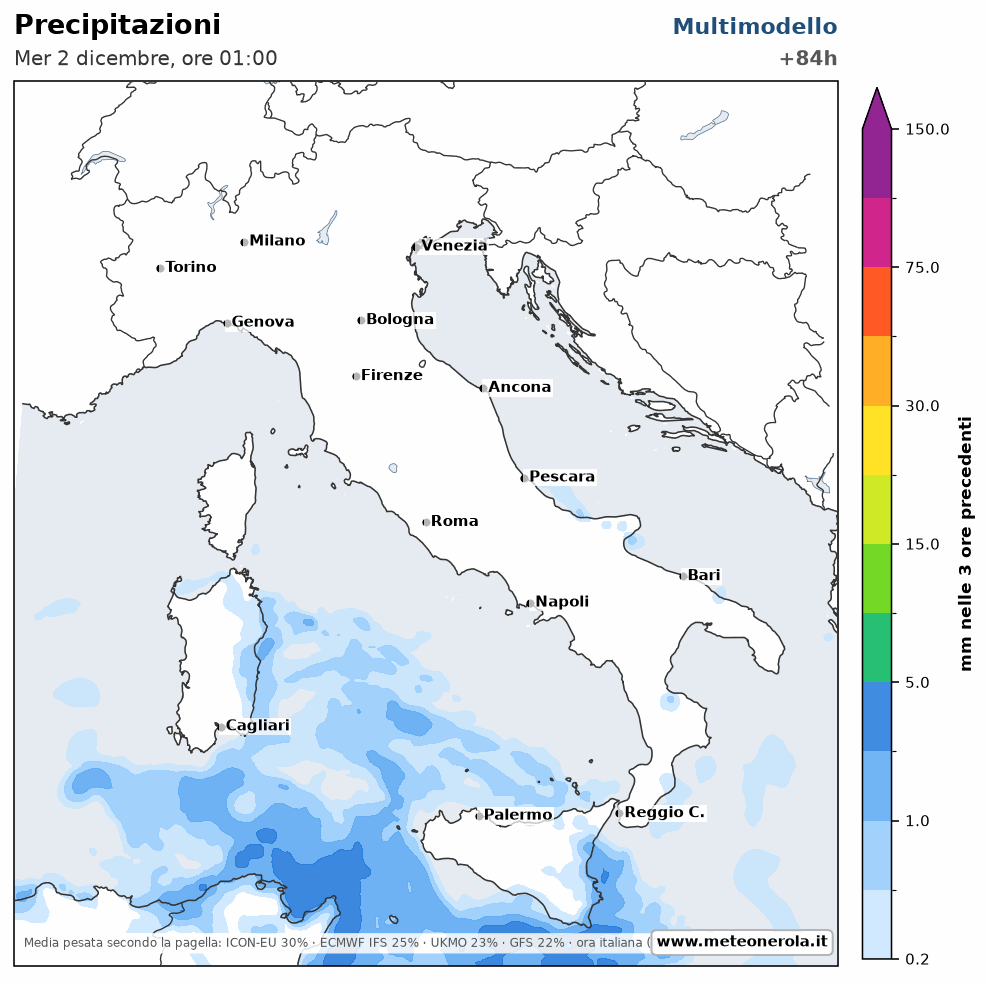 Precipitazioni
Multimodello
Mer 2 dicembre, ore 01:00
+84h
150.0
75.0
30.0
15.0
5.0
1.0
0.2
mm nelle 3 ore precedenti
Milano
Venezia
Torino
Genova
Bologna
Firenze
Ancona
Pescara
Roma
Bari
Napoli
Cagliari
Palermo
Reggio C.
Media pesata secondo la pagella: ICON-EU 30% · ECMWF IFS 25% · UKMO 23% · GFS 22% · ora italiana (
www.meteonerola.it